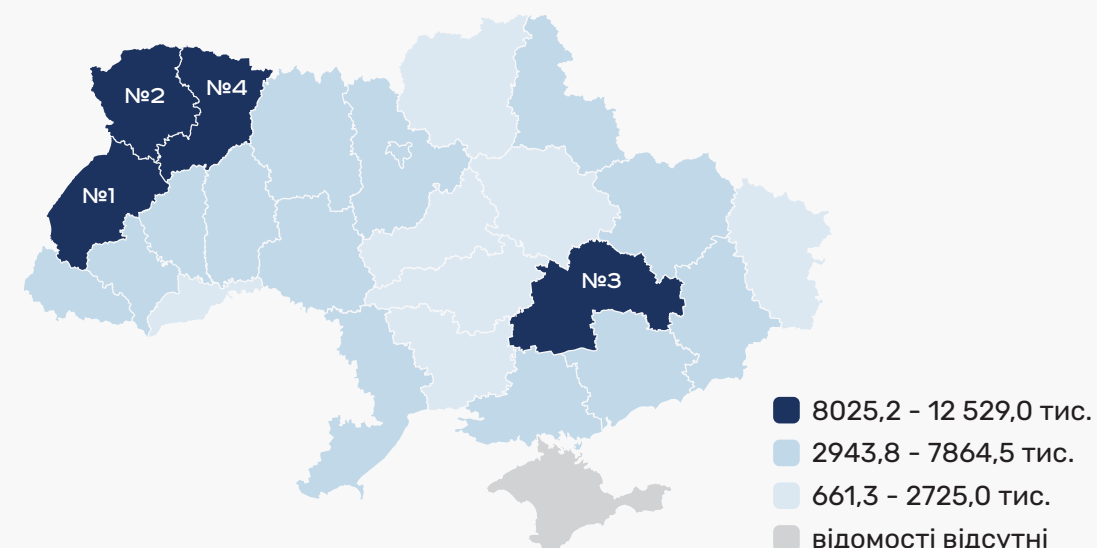 №2
№4
№1
№3
8025,2 - 12 529,0 тис.
2943,8 - 7864,5 тис.
661,3 - 2725,0 тис.
відомості відсутні